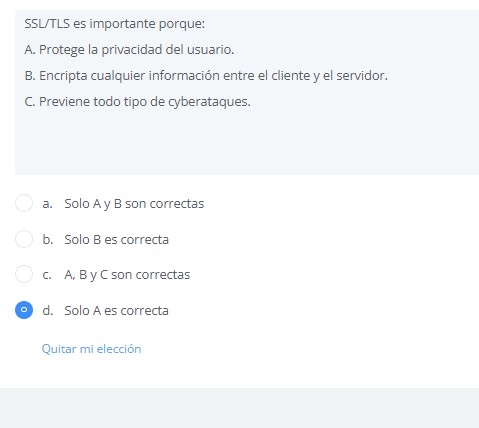 SSL/TLS es importante porque:
A. Protege la privacidad del usuario.
B. Encripta cualquier información entre el cliente y el servidor.
C. Previene todo tipo de cyberataques.
a. Solo A y B son correctas
b. Solo B es correcta
c. A, B y C son correctas
d. Solo A es correcta
Quitar mi elección